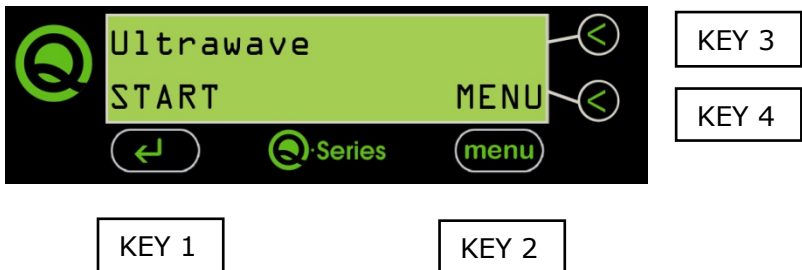 Ultrawave
START MENU
Q·Series menu
KEY 3
KEY 4
KEY 1 KEY 2